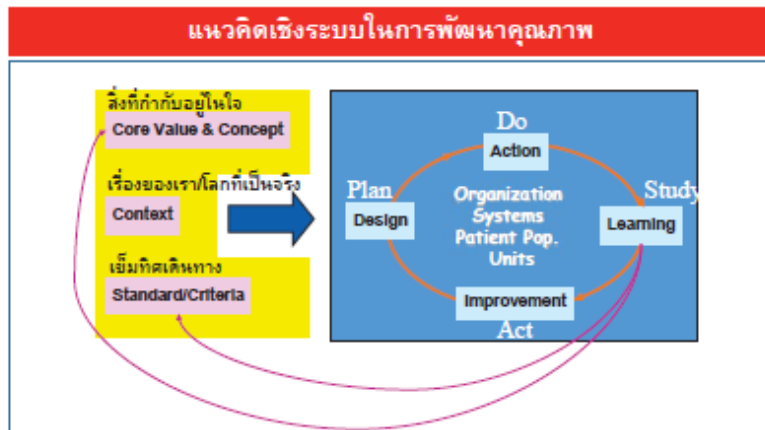 แนวคิดเชิงระบบในการพัฒนาคุณภาพ
สิ่งที่กำกับอยู่ในใจ
Core Value & Concept
เรื่องของเรา/โลกที่เป็นจริง
Context
เข็มทิศเดินทาง
Standard/Criteria
Do
Action
Plan
Design
Organization
Systems
Patient Pop.
Units
Study
Learning
Improvement
Act